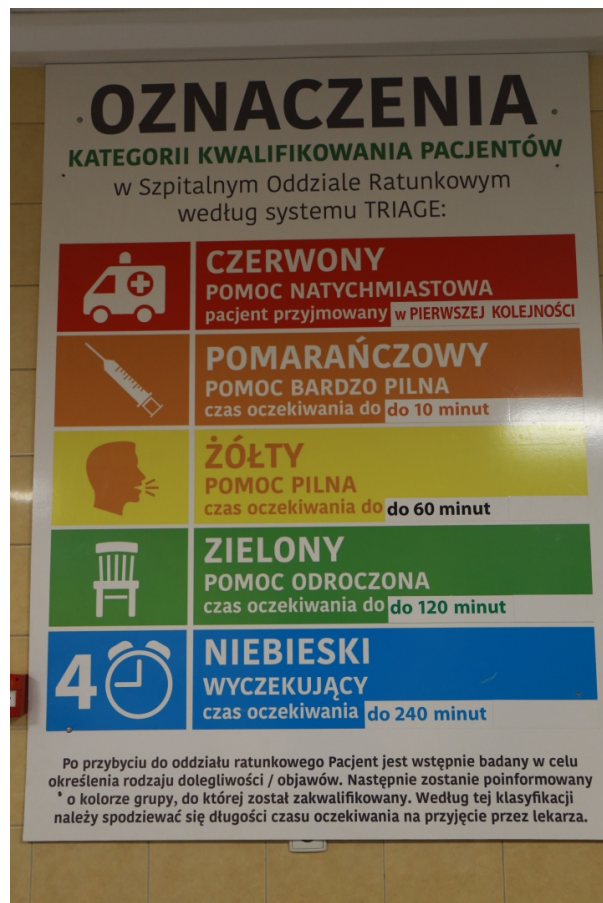 OZNACZENIA
KATEGORII KWALIFIKOWANIA PACJENTÓW
w Szpitalnym Oddziale Ratunkowym
według systemu TRIAGE:
CZERWONY
POMOC NATYCHMIASTOWA
pacjent przyjmowany w PIERWSZEJ KOLEJNOŚCI
POMARAŃCZOWY
POMOC BARDZO PILNA
czas oczekiwania do do 10 minut
ŻÓŁTY
POMOC PILNA
czas oczekiwania do do 60 minut
ZIELONY
POMOC ODROCZONA
czas oczekiwania do do 120 minut
4
NIEBIESKI
WYCZEKUJĄCY
czas oczekiwania do 240 minut
Po przybyciu do oddziału ratunkowego Pacjent jest wstępnie badany w celu
określenia rodzaju dolegliwości / objawów. Następnie zostanie poinformowany
o kolorze grupy, do której został zakwalifikowany. Według tej klasyfikacji
należy spodziewać się długości czasu oczekiwania na przyjęcie przez lekarza.